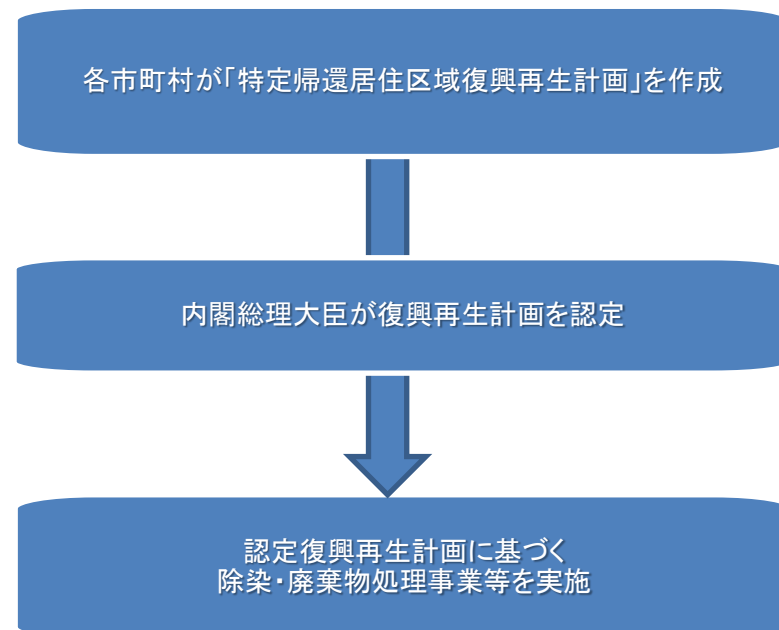 各市町村が「特定帰還居住区域復興再生計画」を作成
内閣総理大臣が復興再生計画を認定
認定復興再生計画に基づく
除染・廃棄物処理事業等を実施